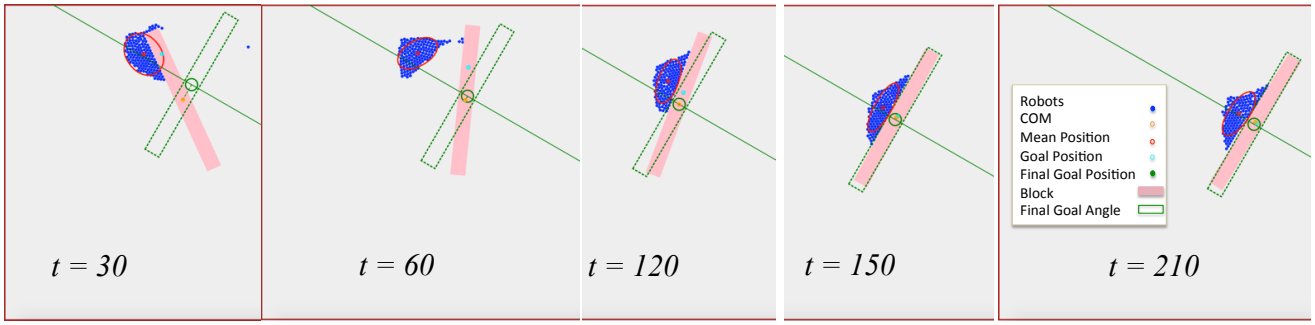 t = 30
t = 60
t = 120
t = 150
Robots
COM
Mean Position
Goal Position
Final Goal Position
Block
Final Goal Angle
t = 210